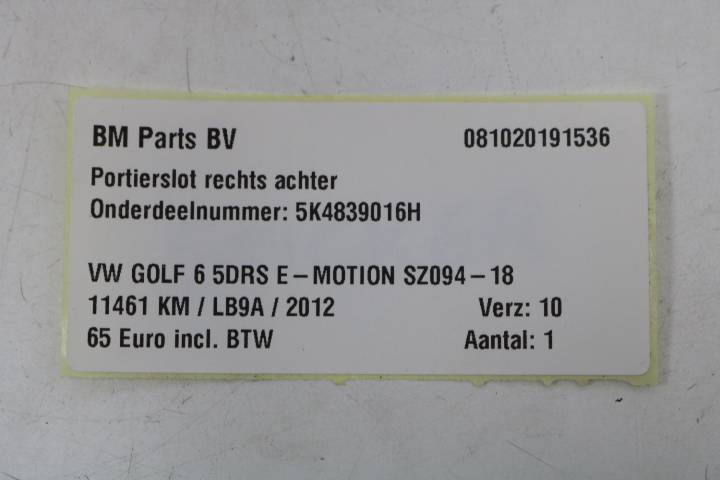 BM Parts BV 081020191536
Portierslot rechts achter
Onderdeelnummer: 5K4839016H
VW GOLF 6 5DRS E-MOTION SZ094-18
11461 KM / LB9A / 2012 Verz: 10
65 Euro incl. BTW Aantal: 1